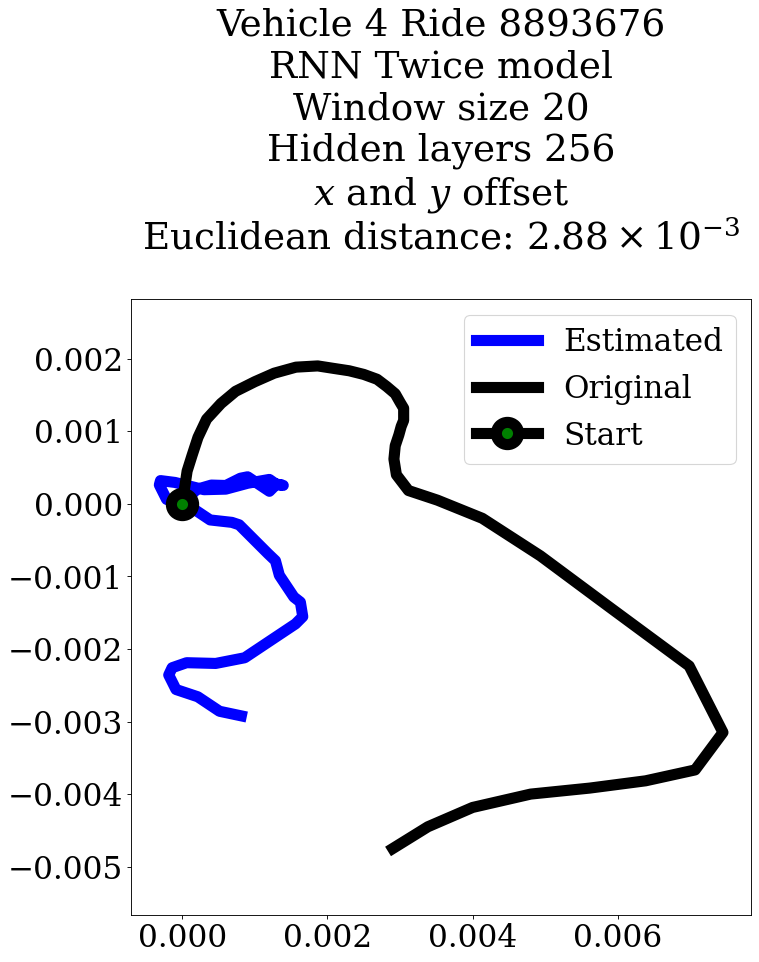 Vehicle 4 Ride 8893676
RNN Twice model
Window size 20
Hidden layers 256
x and y offset
Euclidean distance: 2.88 × 10⁻³
Estimated
Original
Start
0.002
0.001
0.000
−0.001
−0.002
−0.003
−0.004
−0.005
0.000 0.002 0.004 0.006